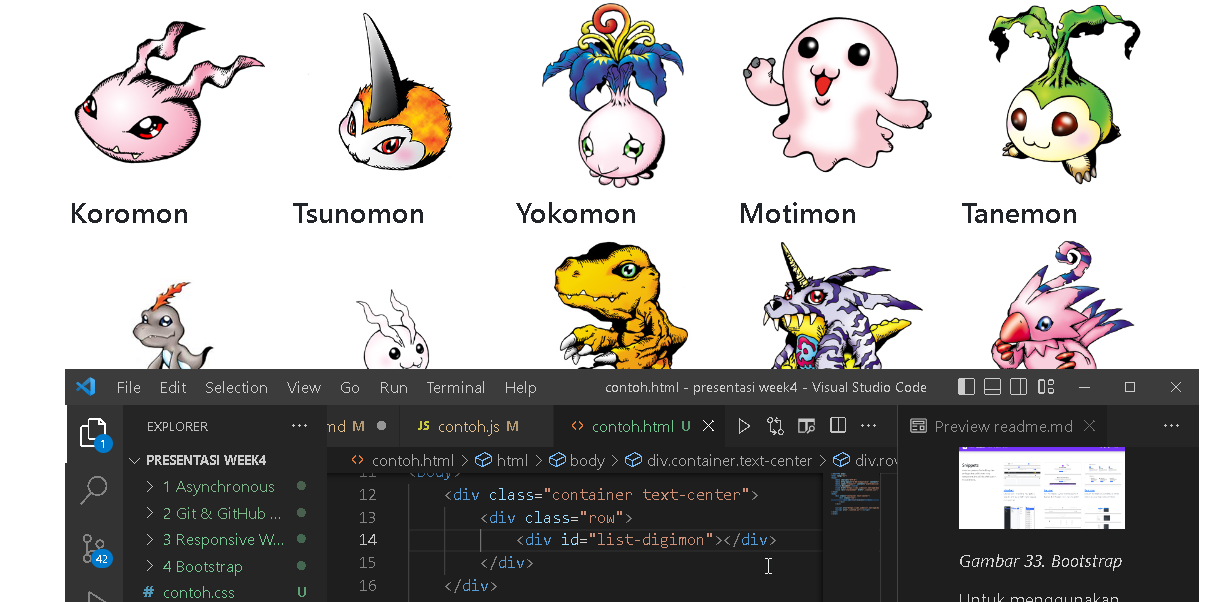 Koromon Tsunomon Yokomon Motimon Tanemon
File Edit Selection View Go Run Terminal Help contoh.html - presentasi week4 - Visual Studio Code
1
EXPLORER
PRESENTASI WEEK4
1 Asynchronous
2 Git & GitHub ...
3 Responsive W...
4 Bootstrap
contoh.css U
42
md M JS contoh.js M contoh.html U
contoh.html > html > body > div.container.text-center > div.rov
11 <body>
12 <div class="container text-center">
13 <div class="row">
14 <div id="list-digimon"></div>
15 </div>
16 </div>
Preview readme.md
Snippets
Gambar 33. Bootstrap
Untuk menggunakan